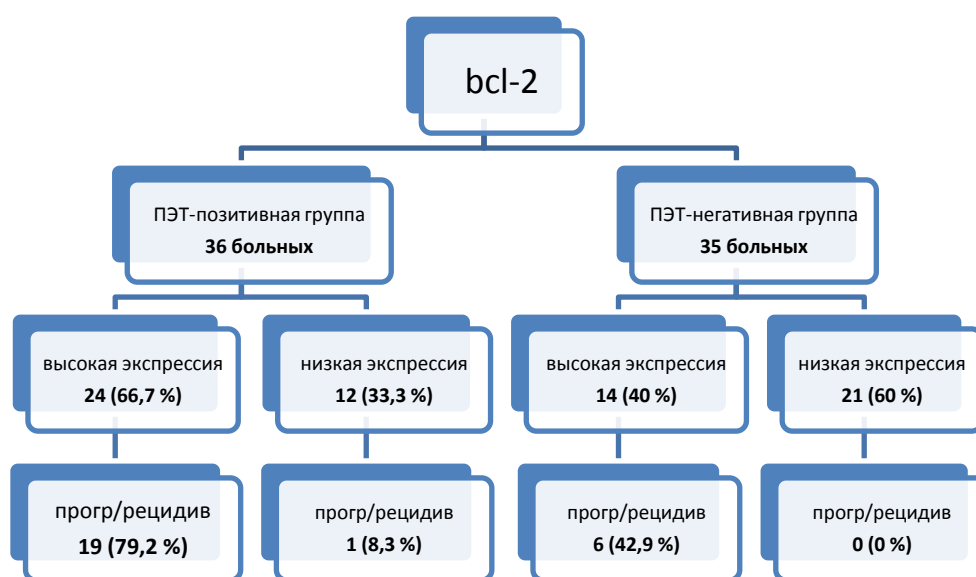 bcl-2
ПЭТ-позитивная группа
36 больных
ПЭТ-негативная группа
35 больных
высокая экспрессия
24 (66,7 %)
низкая экспрессия
12 (33,3 %)
высокая экспрессия
14 (40 %)
низкая экспрессия
21 (60 %)
прогр/рецидив
19 (79,2 %)
прогр/рецидив
1 (8,3 %)
прогр/рецидив
6 (42,9 %)
прогр/рецидив
0 (0 %)